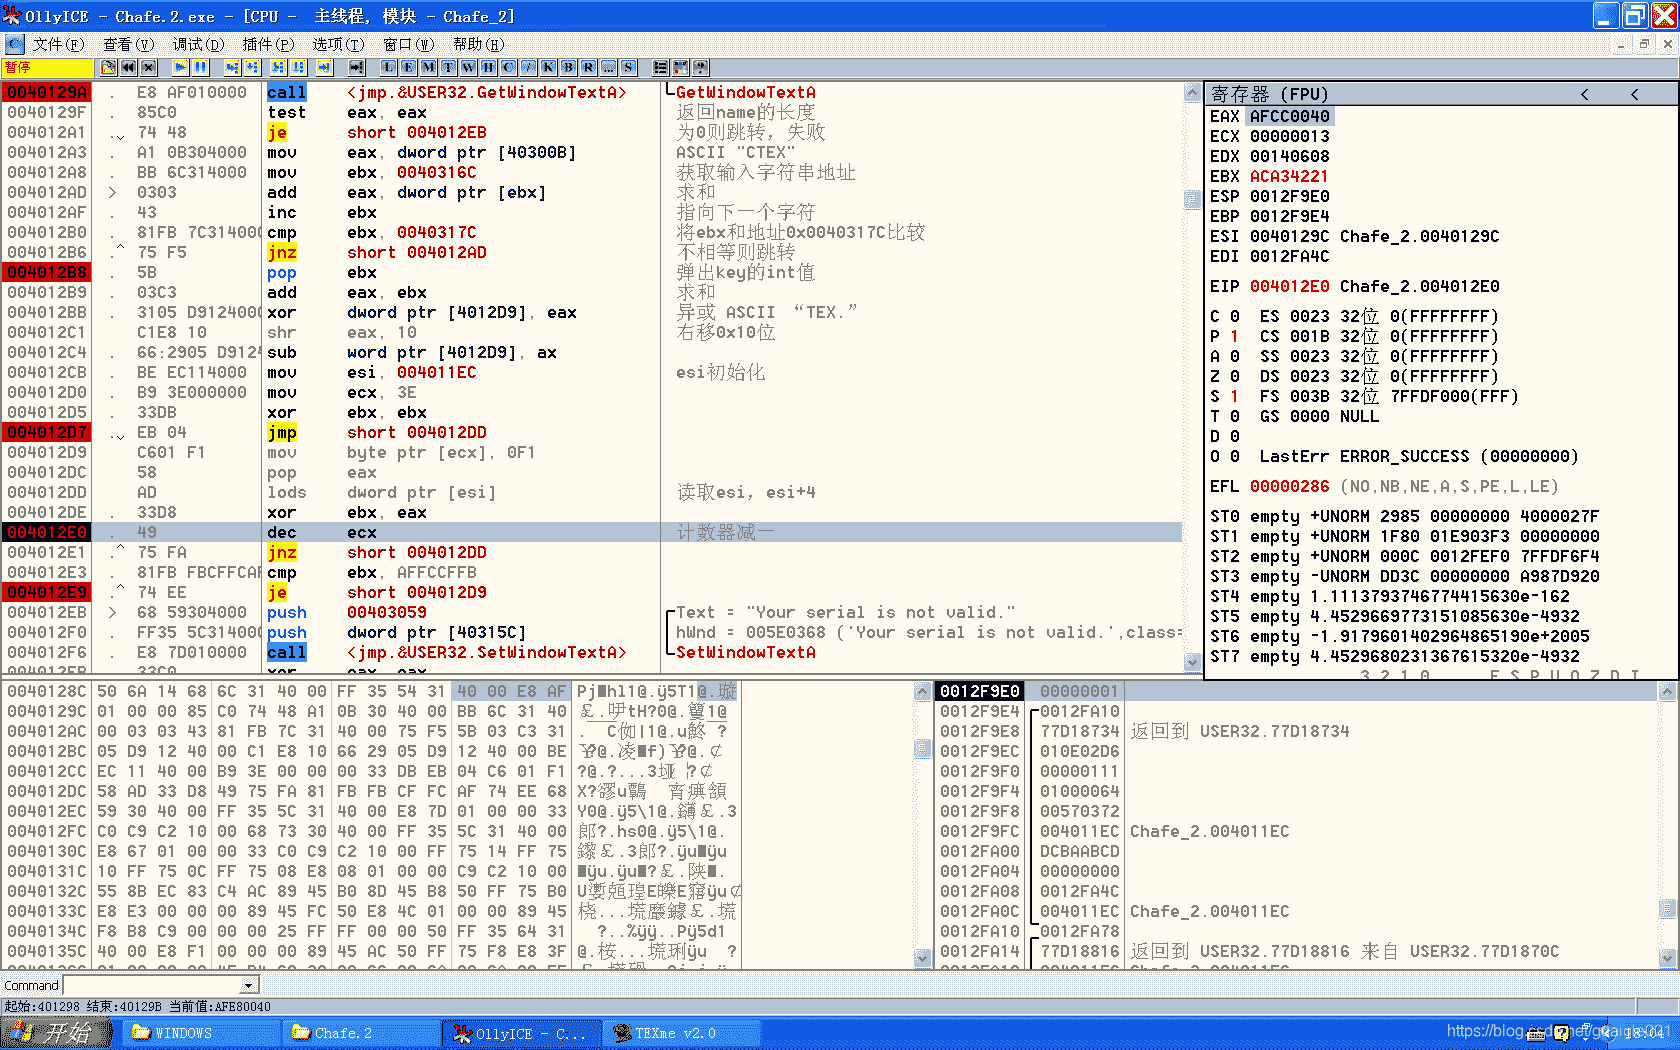 OllyICE - Chafe.2.exe - [CPU - 主线程, 模块 - Chafe_2]
文件(F) 查看(V) 调试(D) 插件(P) 选项(T) 窗口(W) 帮助(H)
暂停 L E M T W H C / K B R ... S
0040129A . E8 AF010000 call <jmp.&USER32.GetWindowTextA> GetWindowTextA
0040129F . 85C0 test eax, eax 返回name的长度
004012A1 . 74 48 je short 004012EB 为0则跳转, 失败
004012A3 . A1 0B304000 mov eax, dword ptr [40300B] ASCII "CTEX"
004012A8 . BB 6C314000 mov ebx, 0040316C 获取输入字符串地址
004012AD > 0303 add eax, dword ptr [ebx] 求和
004012AF . 43 inc ebx 指向下一个字符
004012B0 . 81FB 7C31400 cmp ebx, 0040317C 将ebx和地址0x0040317C比较
004012B6 .^ 75 F5 jnz short 004012AD 不相等则跳转
004012B8 . 5B pop ebx 弹出key的int值
004012B9 . 03C3 add eax, ebx 求和
004012BB . 3105 D912400 xor dword ptr [4012D9], eax 异或 ASCII “TEX.”
004012C1 . C1E8 10 shr eax, 10 右移0x10位
004012C4 . 66:2905 D912 sub word ptr [4012D9], ax
004012CB . BE EC114000 mov esi, 004011EC esi初始化
004012D0 . B9 3E000000 mov ecx, 3E
004012D5 . 33DB xor ebx, ebx
004012D7 . EB 04 jmp short 004012DD
004012D9 C601 F1 mov byte ptr [ecx], 0F1
004012DC . 58 pop eax
004012DD AD lods dword ptr [esi] 读取esi, esi+4
004012DE . 33D8 xor ebx, eax
004012E0 . 49 dec ecx 计数器减一
004012E1 .^ 75 FA jnz short 004012DD
004012E3 . 81FB FBCFFCAF cmp ebx, AFFCCFFB
004012E9 .^ 74 EE je short 004012D9
004012EB > 68 59304000 push 00403059 Text = "Your serial is not valid."
004012F0 . FF35 5C31400 push dword ptr [40315C] hWnd = 005E0368 ('Your serial is not valid.',class=
004012F6 . E8 7D010000 call <jmp.&USER32.SetWindowTextA> SetWindowTextA
寄存器 (FPU) < <
EAX AFCC0040
ECX 00000013
EDX 00140608
EBX ACA34221
ESP 0012F9E0
EBP 0012F9E4
ESI 0040129C Chafe_2.0040129C
EDI 0012FA4C
EIP 004012E0 Chafe_2.004012E0
C 0 ES 0023 32位 0(FFFFFFFF)
P 1 CS 001B 32位 0(FFFFFFFF)
A 0 SS 0023 32位 0(FFFFFFFF)
Z 0 DS 0023 32位 0(FFFFFFFF)
S 1 FS 003B 32位 7FFDF000(FFF)
T 0 GS 0000 NULL
D 0
O 0 LastErr ERROR_SUCCESS (00000000)
EFL 00000286 (NO,NB,NE,A,S,PE,L,LE)
ST0 empty +UNORM 2985 00000000 4000027F
ST1 empty +UNORM 1F80 01E903F3 00000000
ST2 empty +UNORM 000C 0012FEF0 7FFDF6F4
ST3 empty -UNORM DD3C 00000000 A987D920
ST4 empty 1.1113793746774415630e-162
ST5 empty 4.4529669773151085630e-4932
ST6 empty -1.9179601402964865190e+2005
ST7 empty 4.4529680231367615320e-4932
3 2 1 0 E S P U O Z D I
0040128C 50 6A 14 68 6C 31 40 00 FF 35 54 31 40 00 E8 AF
0040129C 01 00 00 85 C0 74 48 A1 0B 30 40 00 BB 6C 31 40
004012AC 00 03 03 43 81 FB 7C 31 40 00 75 F5 5B 03 C3 31
004012BC 05 D9 12 40 00 C1 E8 10 66 29 05 D9 12 40 00 BE
004012CC EC 11 40 00 B9 3E 00 00 00 33 DB EB 04 C6 01 F1
004012DC 58 AD 33 D8 49 75 FA 81 FB FB CF FC AF 74 EE 68
004012EC 59 30 40 00 FF 35 5C 31 40 00 E8 7D 01 00 00 33
004012FC C0 C9 C2 10 00 68 73 30 40 00 FF 35 5C 31 40 00
0040130C E8 67 01 00 00 33 C0 C9 C2 10 00 FF 75 14 FF 75
0040131C 10 FF 75 0C FF 75 08 E8 08 01 00 00 C9 C2 10 00
0040132C 55 8B EC 83 C4 AC 89 45 B0 8D 45 B8 50 FF 75 B0
0040133C E8 E3 00 00 00 89 45 FC 50 E8 4C 01 00 00 89 45
0040134C F8 B8 C9 00 00 00 25 FF FF 00 00 50 FF 35 64 31
0040135C 40 00 E8 F1 00 00 00 89 45 AC 50 FF 75 F8 E8 3F
0012F9E0 00000001
0012F9E4 0012FA10
0012F9E8 77D18734 返回到 USER32.77D18734
0012F9EC 010E02D6
0012F9F0 00000111
0012F9F4 01000064
0012F9F8 00570372
0012F9FC 004011EC Chafe_2.004011EC
0012FA00 DCBAABCD
0012FA04 00000000
0012FA08 0012FA4C
0012FA0C 004011EC Chafe_2.004011EC
0012FA10 0012FA78
0012FA14 77D18816 返回到 USER32.77D18816 来自 USER32.77D1870C
Command
起始:401298 结束:40129B 当前值:AFE80040
开始 WINDOWS Chafe.2 OllyICE - C... TEXme v2.0 18:04